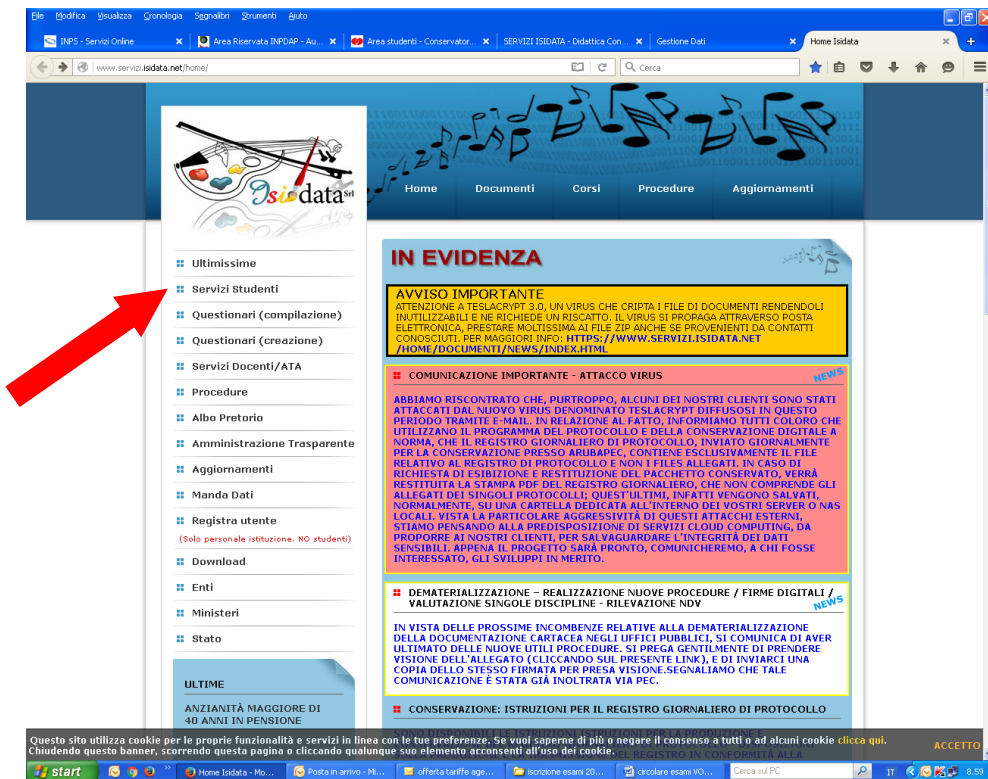 File Modifica Visualizza Cronologia Segnalibri Strumenti Aiuto
INPS - Servizi Online
Area Riservata INPDAP - Au...
Area studenti - Conservator...
SERVIZI ISIDATA - Didattica Con...
Gestione Dati
Home Isidata
www.servizi.isidata.net/home/
Cerca
Isidata Srl
Home Documenti Corsi Procedure Aggiornamenti
Ultimissime
Servizi Studenti
Questionari (compilazione)
Questionari (creazione)
Servizi Docenti/ATA
Procedure
Albo Pretorio
Amministrazione Trasparente
Aggiornamenti
Manda Dati
Registra utente
(Solo personale istituzione. NO studenti)
Download
Enti
Ministeri
Stato
ULTIME
ANZIANITÀ MAGGIORE DI
40 ANNI IN PENSIONE
IN EVIDENZA
AVVISO IMPORTANTE
ATTENZIONE A TESLACRYPT 3.0, UN VIRUS CHE CRIPTA I FILE DI DOCUMENTI RENDENDOLI
INUTILIZZABILI E NE RICHIEDE UN RISCATTO. IL VIRUS SI PROPAGA ATTRAVERSO POSTA
ELETTRONICA, PRESTARE MOLTISSIMA AI FILE ZIP ANCHE SE PROVENIENTI DA CONTATTI
CONOSCIUTI. PER MAGGIORI INFO: HTTPS://WWW.SERVIZI.ISIDATA.NET
/HOME/DOCUMENTI/NEWS/INDEX.HTML
COMUNICAZIONE IMPORTANTE - ATTACCO VIRUS
NEWS
ABBIAMO RISCONTRATO CHE, PURTROPPO, ALCUNI DEI NOSTRI CLIENTI SONO STATI
ATTACCATI DAL NUOVO VIRUS DENOMINATO TESLACRYPT DIFFUSOSI IN QUESTO
PERIODO TRAMITE E-MAIL. IN RELAZIONE AL FATTO, INFORMIAMO TUTTI COLORO CHE
UTILIZZANO IL PROGRAMMA DEL PROTOCOLLO E DELLA CONSERVAZIONE DIGITALE A
NORMA, CHE IL REGISTRO GIORNALIERO DI PROTOCOLLO, INVIATO GIORNALMENTE
PER LA CONSERVAZIONE PRESSO ARUBAPEC, CONTIENE ESCLUSIVAMENTE IL FILE
RELATIVO AL REGISTRO DI PROTOCOLLO E NON I FILES ALLEGATI. IN CASO DI
RICHIESTA DI ESIBIZIONE E RESTITUZIONE DEL PACCHETTO CONSERVATO, VERRÀ
RESTITUITA LA STAMPA PDF DEL REGISTRO GIORNALIERO, CHE NON COMPRENDE GLI
ALLEGATI DEI SINGOLI PROTOCOLLI; QUEST'ULTIMI, INFATTI VENGONO SALVATI,
NORMALMENTE, SU UNA CARTELLA DEDICATA ALL'INTERNO DEI VOSTRI SERVER O NAS
LOCALI. VISTA LA PARTICOLARE AGGRESSIVITÀ DI QUESTI ATTACCHI ESTERNI,
STIAMO PENSANDO ALLA PREDISPOSIZIONE DI SERVIZI CLOUD COMPUTING, DA
PROPORRE AI NOSTRI CLIENTI, PER SALVAGUARDARE L'INTEGRITÀ DEI DATI
SENSIBILI. APPENA IL PROGETTO SARÀ PRONTO, COMUNICHEREMO, A CHI FOSSE
INTERESSATO, GLI SVILUPPI IN MERITO.
DEMATERIALIZZAZIONE – REALIZZAZIONE NUOVE PROCEDURE / FIRME DIGITALI /
VALUTAZIONE SINGOLE DISCIPLINE - RILEVAZIONE NDV
NEWS
IN VISTA DELLE PROSSIME INCOMBENZE RELATIVE ALLA DEMATERIALIZZAZIONE
DELLA DOCUMENTAZIONE CARTACEA NEGLI UFFICI PUBBLICI, SI COMUNICA DI AVER
ULTIMATO DELLE NUOVE UTILI PROCEDURE. SI PREGA GENTILMENTE DI PRENDERE
VISIONE DELL'ALLEGATO (CLICCANDO SUL PRESENTE LINK), E DI INVIARCI UNA
COPIA DELLO STESSO FIRMATA PER PRESA VISIONE.SEGNALIAMO CHE TALE
COMUNICAZIONE È STATA GIÀ INOLTRATA VIA PEC.
CONSERVAZIONE: ISTRUZIONI PER IL REGISTRO GIORNALIERO DI PROTOCOLLO
Questo sito utilizza cookie per le proprie funzionalità e servizi in linea con le tue preferenze. Se vuoi saperne di più o negare il consenso a tutti o ad alcuni cookie clicca qui.
Chiudendo questo banner, scorrendo questa pagina o cliccando qualunque suo elemento acconsenti all'uso dei cookie.
ACCETTO
start
Home Isidata - Mo...
Posta in arrivo - Mi...
offerta tariffe age...
iscrizione esami 20...
circolare esami VO...
Cerca sul PC
IT
8.59